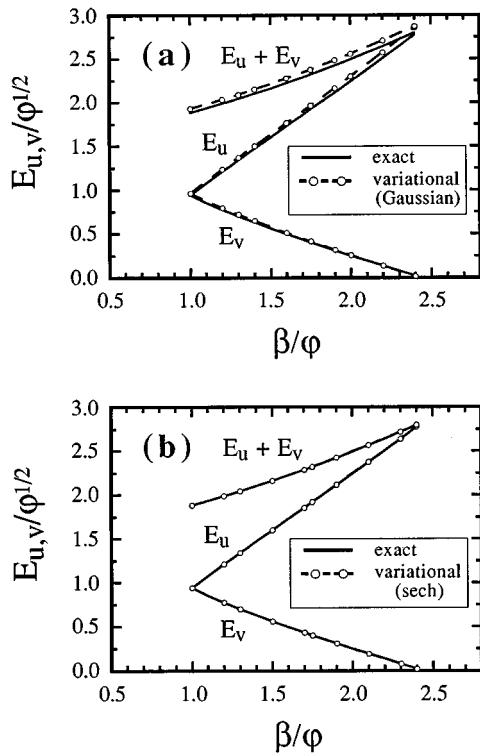 3.0
(a)
E_u + E_v
2.5
2.0
E_{u,v}/φ^{1/2}
1.5
E_u
exact
variational
(Gaussian)
1.0
0.5
E_v
0.0
0.5 1.0 1.5 2.0 2.5
β/φ
3.0
(b)
E_u + E_v
2.5
2.0
E_{u,v}/φ^{1/2}
1.5
E_u
exact
variational
(sech)
1.0
0.5
E_v
0.0
0.5 1.0 1.5 2.0 2.5
β/φ